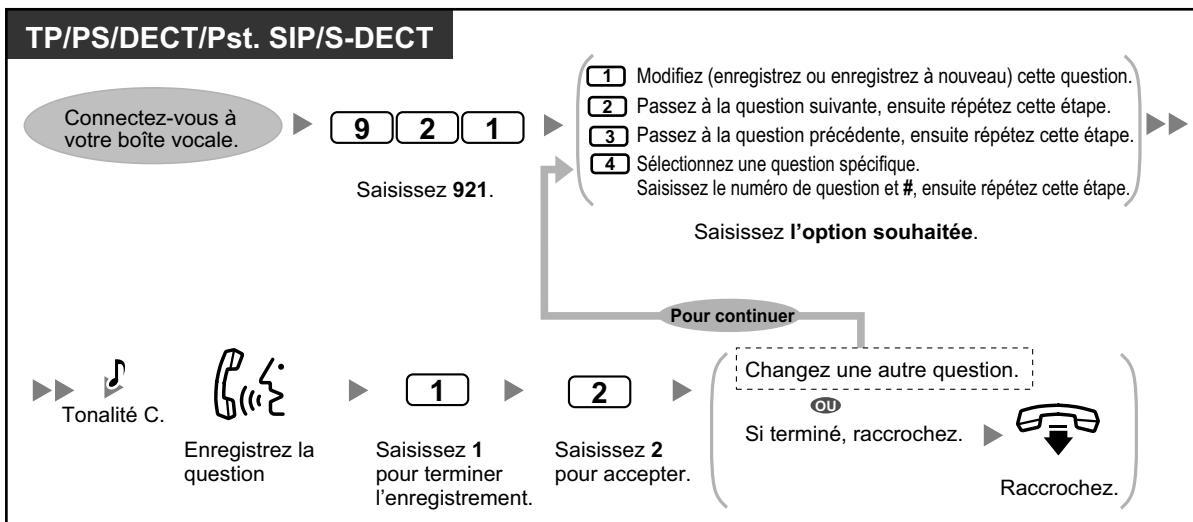 TP/PS/DECT/Pst. SIP/S-DECT
Connectez-vous à
votre boîte vocale.
9 2 1
Saisissez 921.
1 Modifiez (enregistrez ou enregistrez à nouveau) cette question.
2 Passez à la question suivante, ensuite répétez cette étape.
3 Passez à la question précédente, ensuite répétez cette étape.
4 Sélectionnez une question spécifique.
Saisissez le numéro de question et #, ensuite répétez cette étape.
Saisissez l’option souhaitée.
Pour continuer
Tonalité C.
Enregistrez la
question
1
Saisissez 1
pour terminer
l’enregistrement.
2
Saisissez 2
pour accepter.
Changez une autre question.
OU
Si terminé, raccrochez.
Raccrochez.